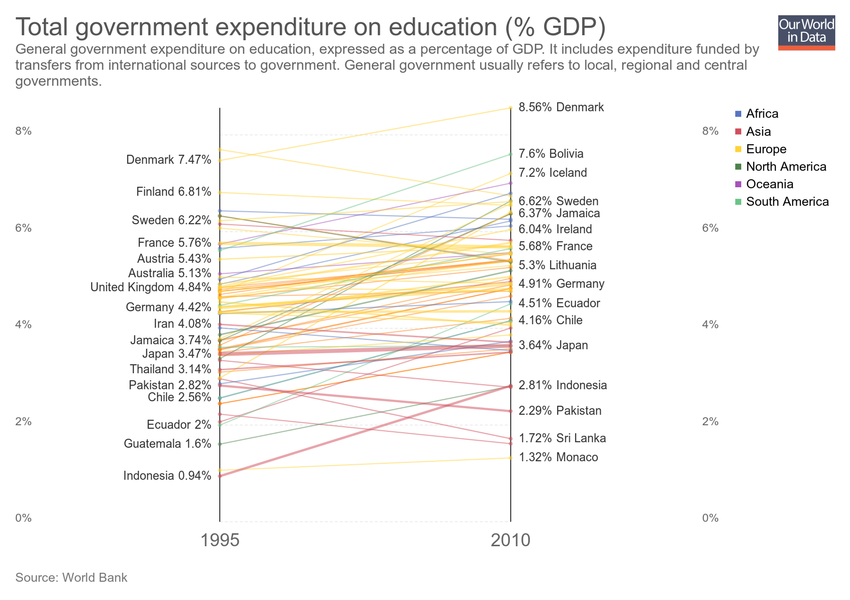 Total government expenditure on education (% GDP)
Our World
in Data
General government expenditure on education, expressed as a percentage of GDP. It includes expenditure funded by
transfers from international sources to government. General government usually refers to local, regional and central
governments.
8%
6%
4%
2%
0%
Denmark 7.47%
Finland 6.81%
Sweden 6.22%
France 5.76%
Austria 5.43%
Australia 5.13%
United Kingdom 4.84%
Germany 4.42%
Iran 4.08%
Jamaica 3.74%
Japan 3.47%
Thailand 3.14%
Pakistan 2.82%
Chile 2.56%
Ecuador 2%
Guatemala 1.6%
Indonesia 0.94%
8.56% Denmark
7.6% Bolivia
7.2% Iceland
6.62% Sweden
6.37% Jamaica
6.04% Ireland
5.68% France
5.3% Lithuania
4.91% Germany
4.51% Ecuador
4.16% Chile
3.64% Japan
2.81% Indonesia
2.29% Pakistan
1.72% Sri Lanka
1.32% Monaco
8%
6%
4%
2%
0%
Africa
Asia
Europe
North America
Oceania
South America
1995
2010
Source: World Bank